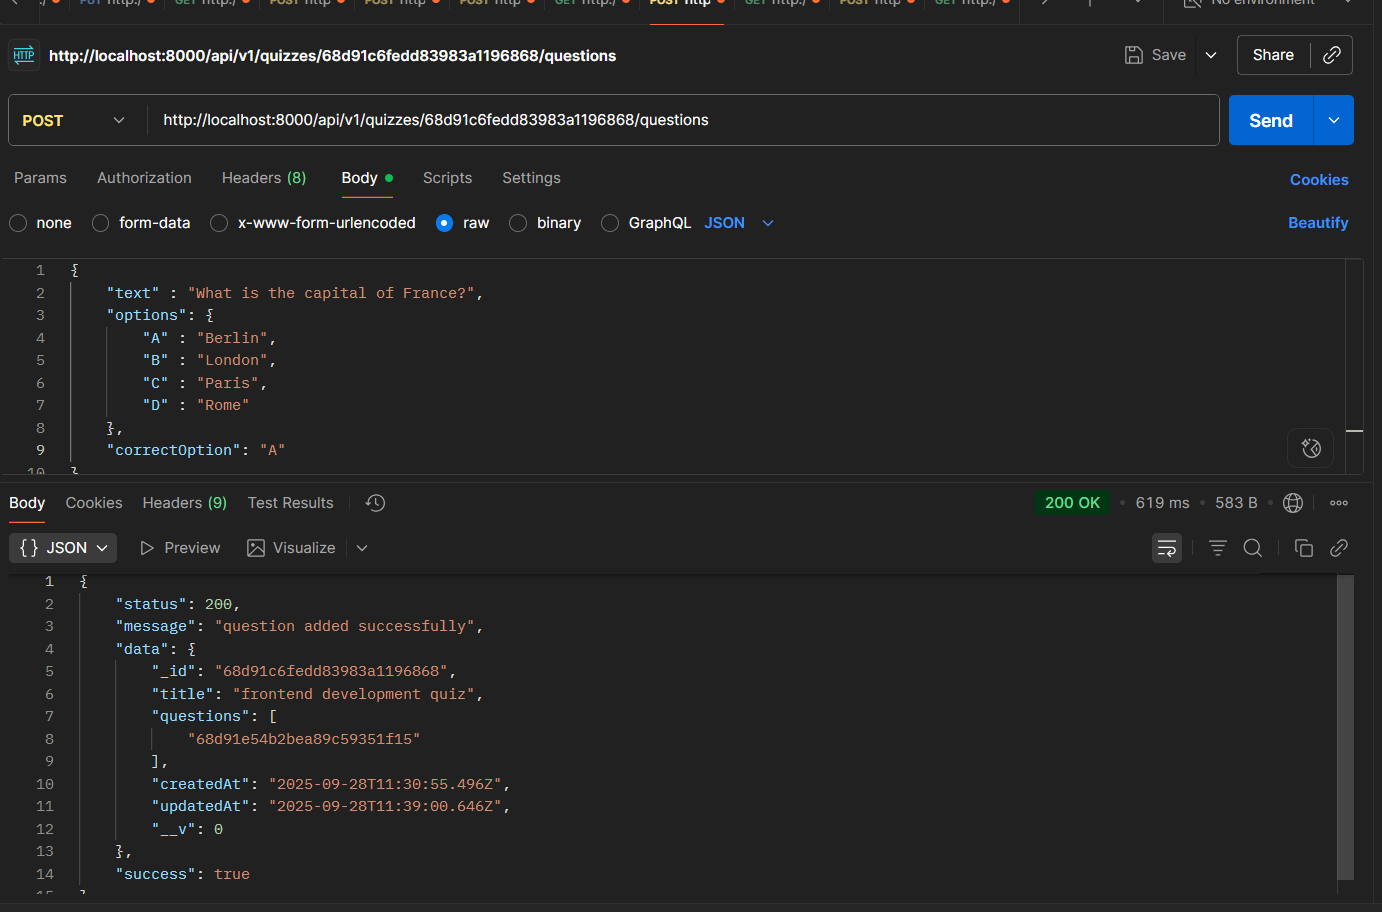 No environment
HTTP http://localhost:8000/api/v1/quizzes/68d91c6fedd83983a1196868/questions Save Share
POST http://localhost:8000/api/v1/quizzes/68d91c6fedd83983a1196868/questions Send
Params Authorization Headers (8) Body Scripts Settings Cookies
none form-data x-www-form-urlencoded raw binary GraphQL JSON Beautify
1 {
2 "text" : "What is the capital of France?",
3 "options": {
4 "A" : "Berlin",
5 "B" : "London",
6 "C" : "Paris",
7 "D" : "Rome"
8 },
9 "correctOption": "A"
10 }
Body Cookies Headers (9) Test Results 200 OK • 619 ms • 583 B
{} JSON Preview Visualize
1 {
2 "status": 200,
3 "message": "question added successfully",
4 "data": {
5 "_id": "68d91c6fedd83983a1196868",
6 "title": "frontend development quiz",
7 "questions": [
8 "68d91e54b2bea89c59351f15"
9 ],
10 "createdAt": "2025-09-28T11:30:55.496Z",
11 "updatedAt": "2025-09-28T11:39:00.646Z",
12 "__v": 0
13 },
14 "success": true
15 }